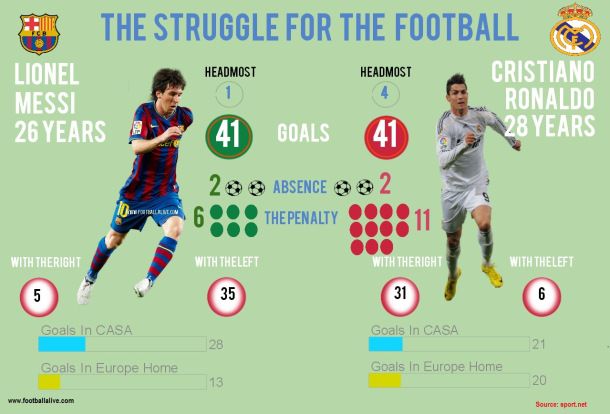 THE STRUGGLE FOR THE FOOTBALL
FCB
LIONEL
MESSI
26 YEARS
HEADMOST
1
HEADMOST
4
CRISTIANO
RONALDO
28 YEARS
41
GOALS
41
2
ABSENCE
2
10
WWW.FOOTBALLALIVE.COM
6
THE PENALTY
11
9
WITH THE RIGHT
WITH THE LEFT
WITH THE RIGHT
WITH THE LEFT
5
35
31
6
Goals In CASA
28
Goals In CASA
21
Goals In Europe Home
13
Goals In Europe Home
20
www.footballalive.com
Source: sport.net